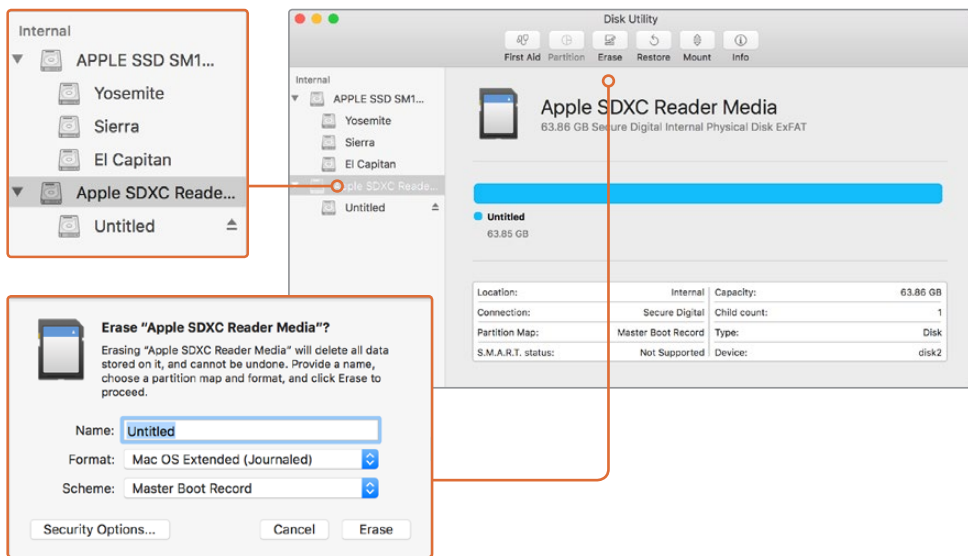 Internal
APPLE SSD SM1...
Yosemite
Sierra
El Capitan
Apple SDXC Reade...
Untitled
Disk Utility
First Aid
Partition
Erase
Restore
Mount
Info
Internal
APPLE SSD SM1...
Yosemite
Sierra
El Capitan
ple SDXC Reade...
Untitled
Apple SDXC Reader Media
63.86 GB Secure Digital Internal Physical Disk ExFAT
Untitled
63.85 GB
Location: Internal
Capacity: 63.86 GB
Connection: Secure Digital
Child count: 1
Partition Map: Master Boot Record
Type: Disk
S.M.A.R.T. status: Not Supported
Device: disk2
Erase “Apple SDXC Reader Media”?
Erasing “Apple SDXC Reader Media” will delete all data
stored on it, and cannot be undone. Provide a name,
choose a partition map and format, and click Erase to
proceed.
Name: Untitled
Format: Mac OS Extended (Journaled)
Scheme: Master Boot Record
Security Options...
Cancel
Erase